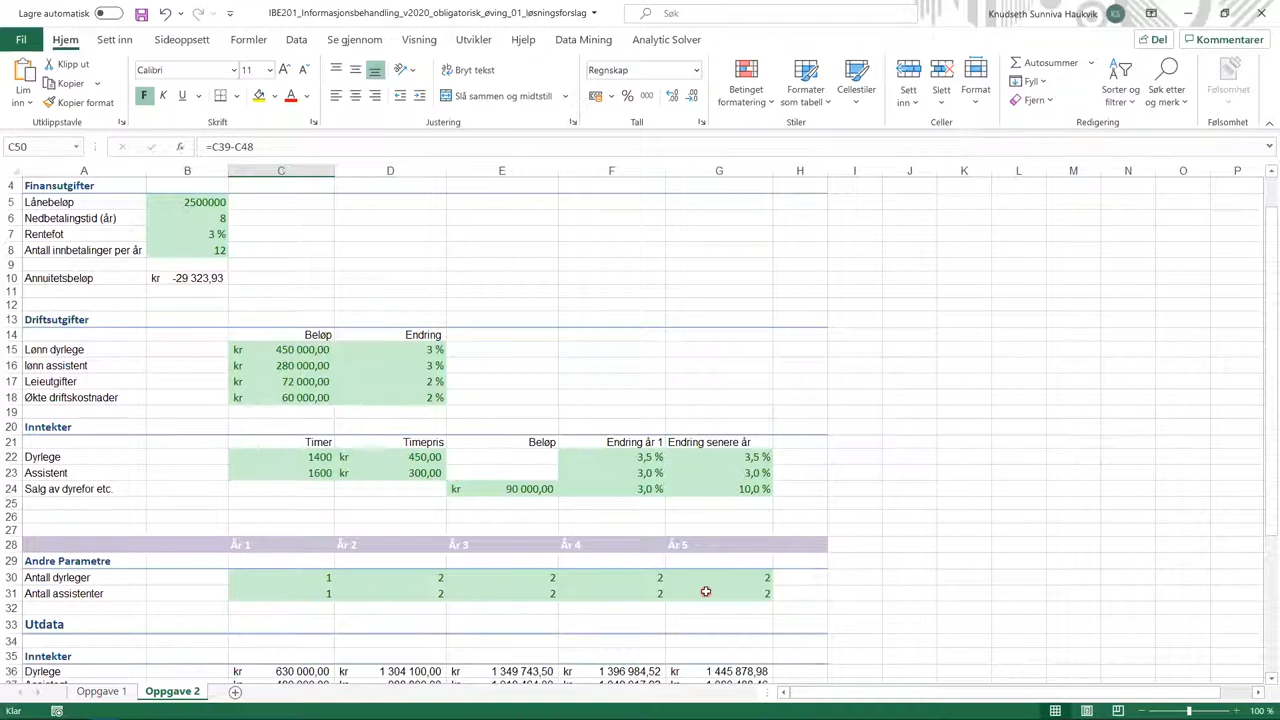 Lagre automatisk IBE201_Informasjonsbehandling_v2020_obligatorisk_øving_01_løsningsforslag Søk Knudseth Sunniva Haukvik KS
Fil Hjem Sett inn Sideoppsett Formler Data Se gjennom Visning Utvikler Hjelp Data Mining Analytic Solver Del Kommentarer
Lim inn Klipp ut Kopier Kopier format
Calibri 11 F K U
Bryt tekst Slå sammen og midtstill
Regnskap % 000
Betinget formatering Formater som tabell Cellestiler
Sett inn Slett Format
Autosummer Fyll Fjern Sorter og filtrer Søk etter og merk Følsomhet
Utklippstavle Skrift Justering Tall Stiler Celler Redigering Følsomhet
C50 fx =C39-C48
A B C D E F G H I J K L M N O P
4 Finansutgifter
5 Lånebeløp 2500000
6 Nedbetalingstid (år) 8
7 Rentefot 3 %
8 Antall innbetalinger per år 12
9
10 Annuitetsbeløp kr -29 323,93
11
12
13 Driftsutgifter
14 Beløp Endring
15 Lønn dyrlege kr 450 000,00 3 %
16 lønn assistent kr 280 000,00 3 %
17 Leieutgifter kr 72 000,00 2 %
18 Økte driftskostnader kr 60 000,00 2 %
19
20 Inntekter
21 Timer Timepris Beløp Endring år 1 Endring senere år
22 Dyrlege 1400 kr 450,00 3,5 % 3,5 %
23 Assistent 1600 kr 300,00 3,0 % 3,0 %
24 Salg av dyrefor etc. kr 90 000,00 3,0 % 10,0 %
25
26
27
28 År 1 År 2 År 3 År 4 År 5
29 Andre Parametre
30 Antall dyrleger 1 2 2 2 2
31 Antall assistenter 1 2 2 2 2
32
33 Utdata
34
35 Inntekter
36 Dyrlege kr 630 000,00 kr 1 304 100,00 kr 1 349 743,50 kr 1 396 984,52 kr 1 445 878,98
Oppgave 1 Oppgave 2
Klar 100 %